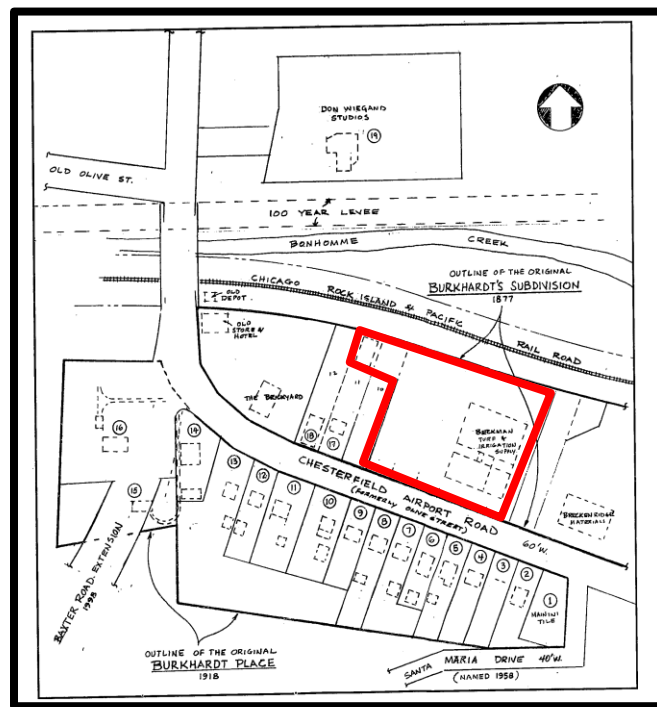 DON WIEGAND
STUDIOS
19
OLD OLIVE ST.
100 YEAR LEVEE
BONHOMME CREEK
OUTLINE OF THE ORIGINAL
BURKHARDT'S SUBDIVISION
1877
CHICAGO ROCK ISLAND & PACIFIC RAIL ROAD
OLD
DEPOT
OLD
STORE &
HOTEL
THE BRICKYARD
12
11
10
18
17
16
15
14
BURKMAN
TURF &
IRRIGATION
SUPPLY
BRECKENRIDGE
MATERIALS
CHESTERFIELD AIRPORT ROAD
(FORMERLY OLIVE STREET)
60'W.
13
12
11
10
9
8
7
6
5
4
3
2
1
MAININI
TILE
BAXTER ROAD EXTENSION
1998
OUTLINE OF THE ORIGINAL
BURKHARDT PLACE
1918
SANTA MARIA DRIVE 40'W.
(NAMED 1958)